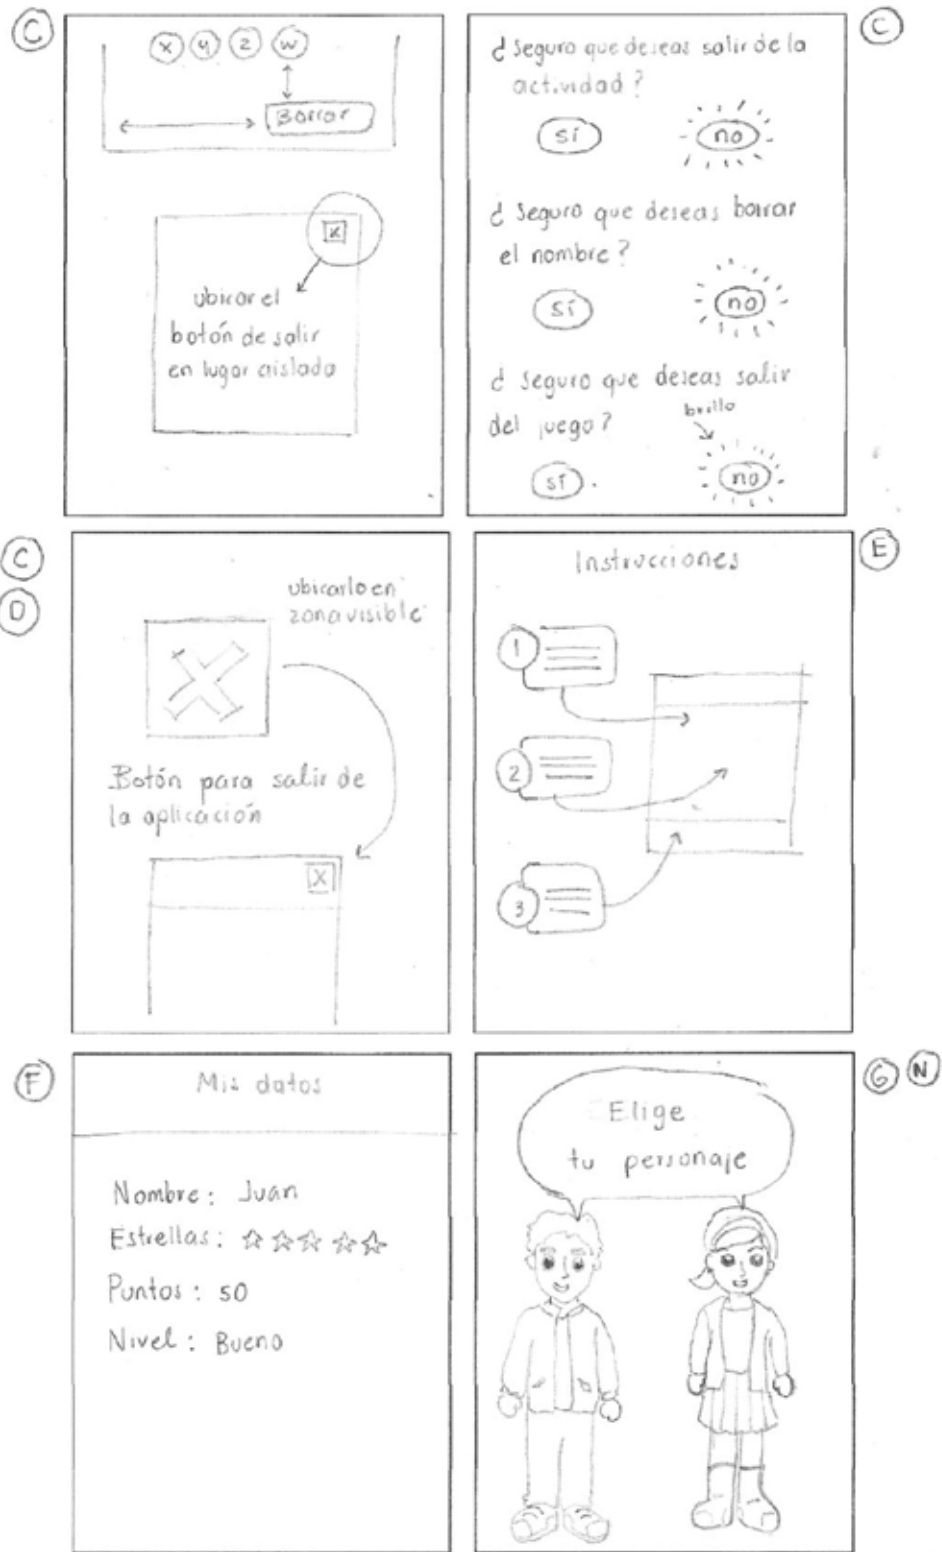 C
x y z w
Borrar
x
ubicar el
botón de salir
en lugar aislado
C
¿Seguro que deseas salir de la
actividad?
sí no
¿Seguro que deseas borrar
el nombre?
sí no
¿Seguro que deseas salir
del juego?
brillo
sí no
C
D
ubicarlo en
zona visible
Botón para salir de
la aplicación
X
E
Instrucciones
1
2
3
F
Mis datos
Nombre: Juan
Estrellas:
Puntos: 50
Nivel: Bueno
G N
Elige
tu personaje